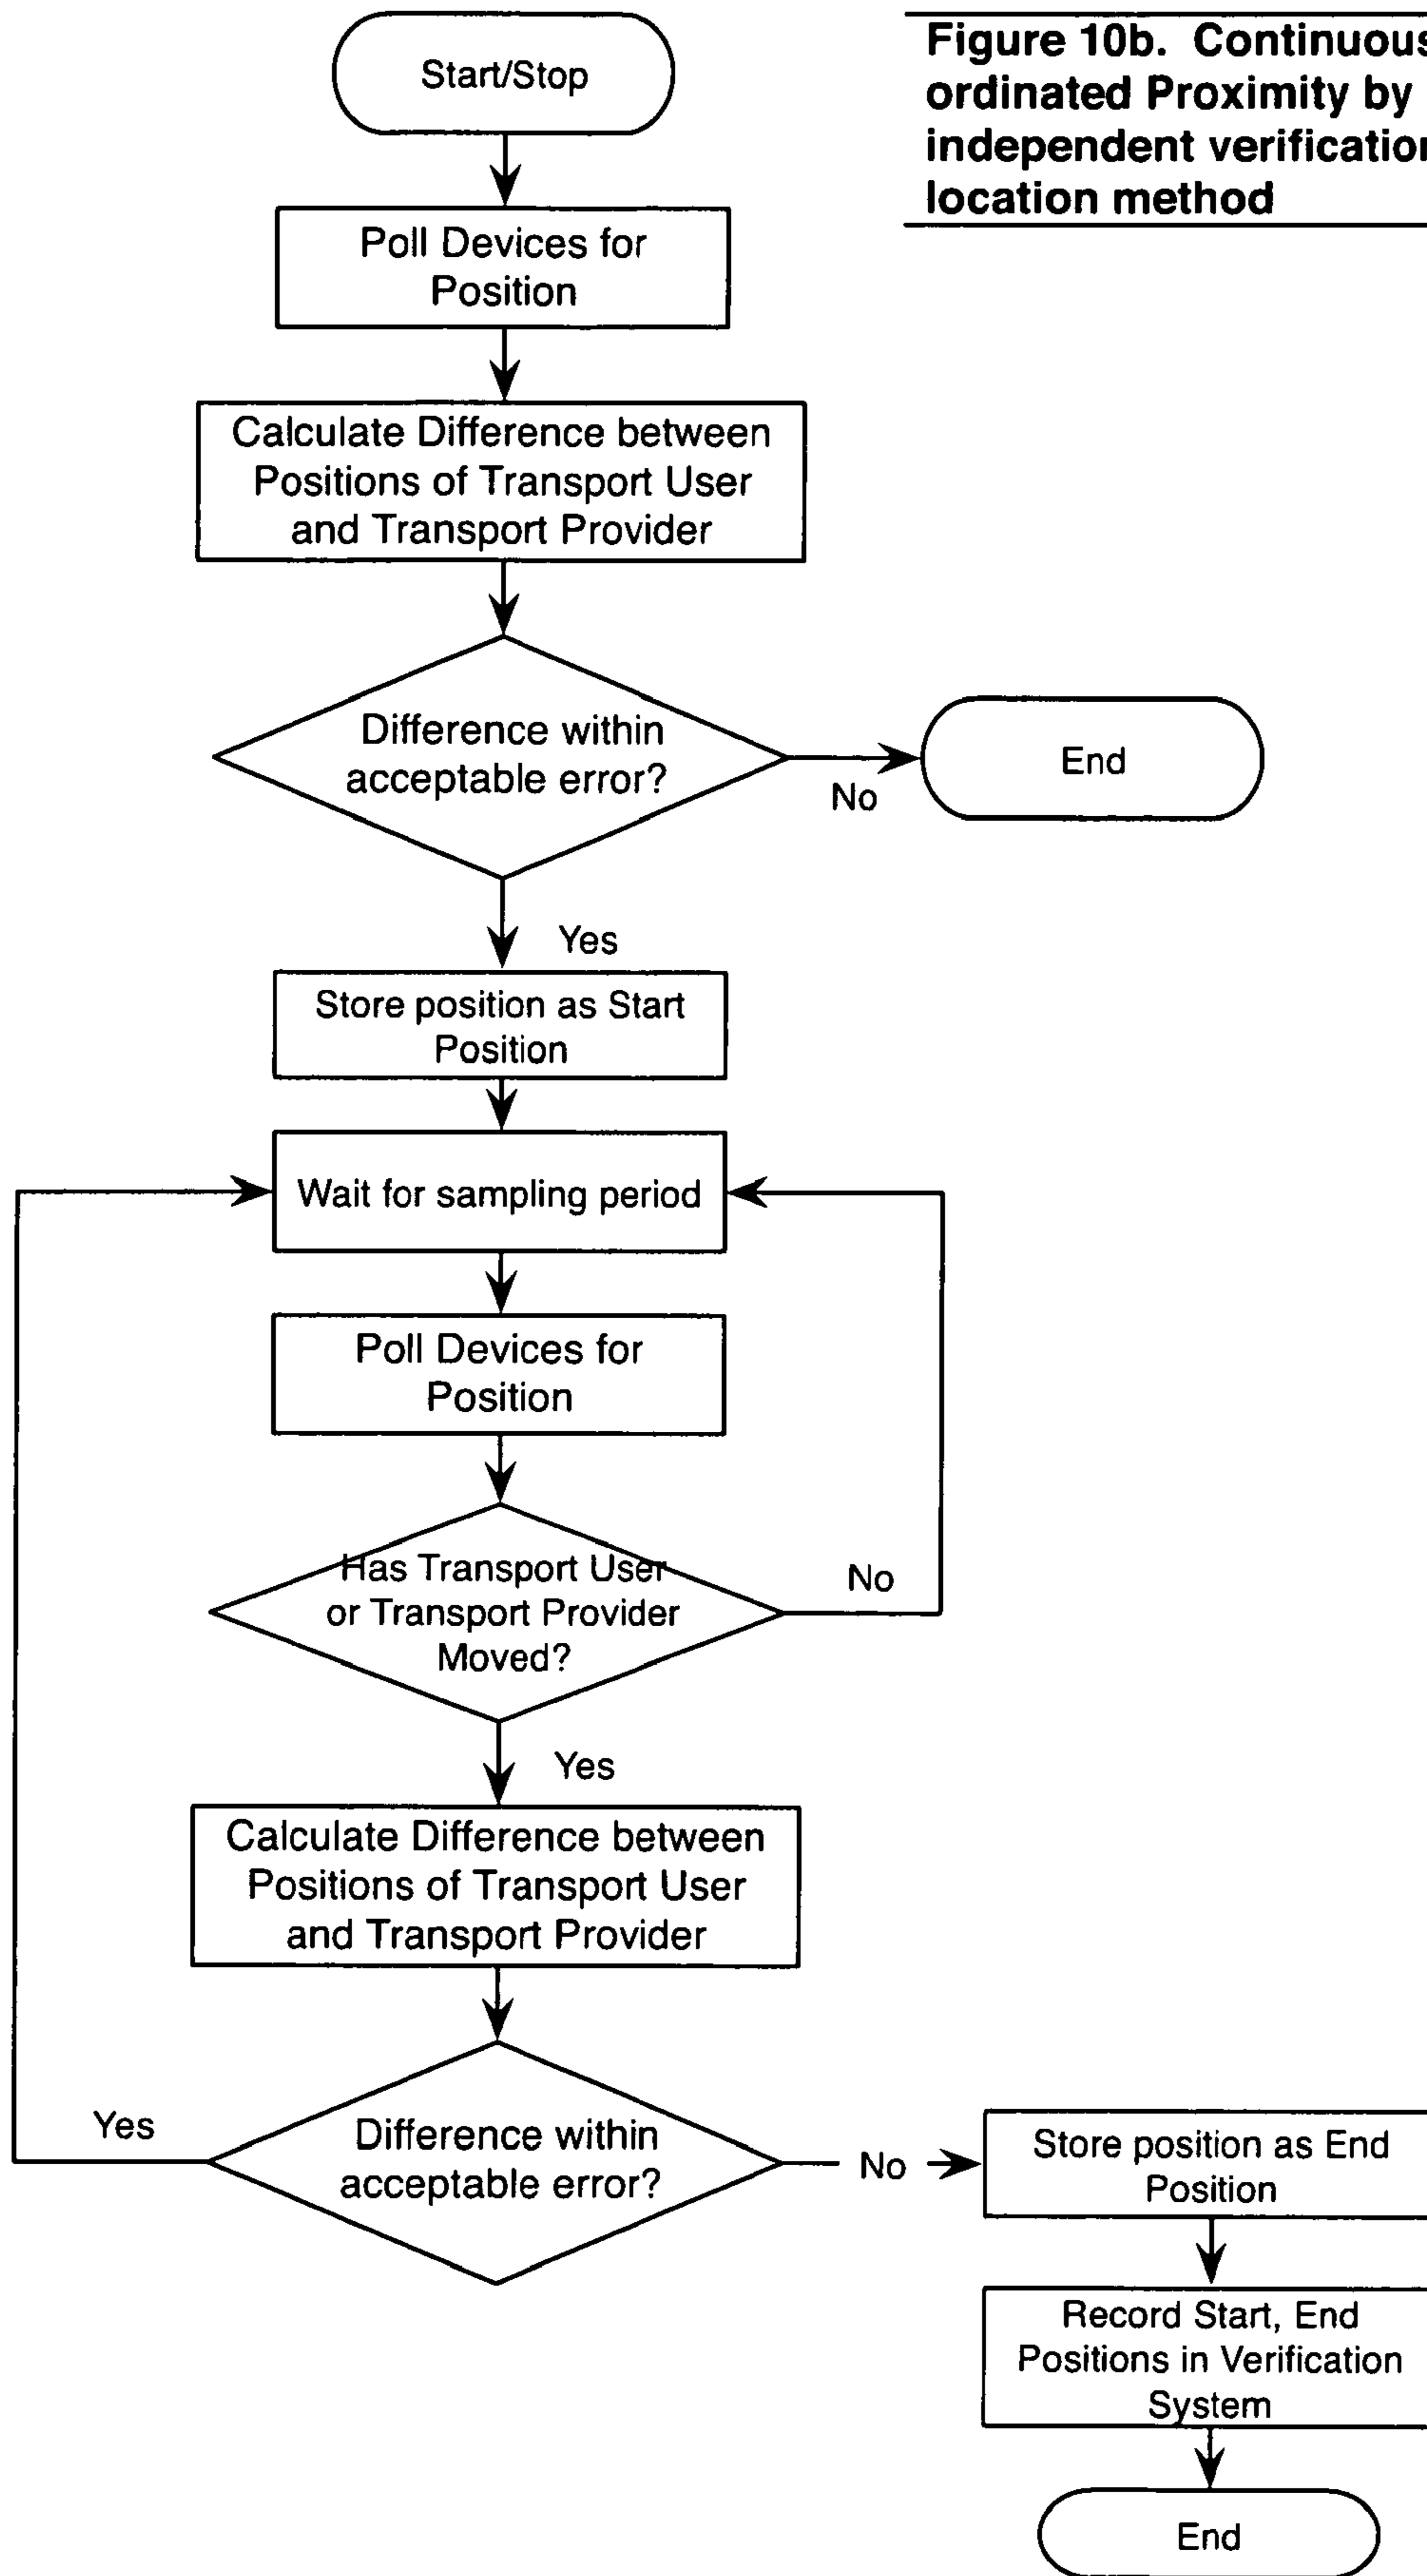 Start/Stop
Figure 10b. Continuous
ordinated Proximity by
independent verification
location method
Poll Devices for
Position
Calculate Difference between
Positions of Transport User
and Transport Provider
Difference within
acceptable error?
No
End
Yes
Store position as Start
Position
Wait for sampling period
Poll Devices for
Position
Has Transport User
or Transport Provider
Moved?
No
Yes
Calculate Difference between
Positions of Transport User
and Transport Provider
Difference within
acceptable error?
Yes
No
Store position as End
Position
Record Start, End
Positions in Verification
System
End